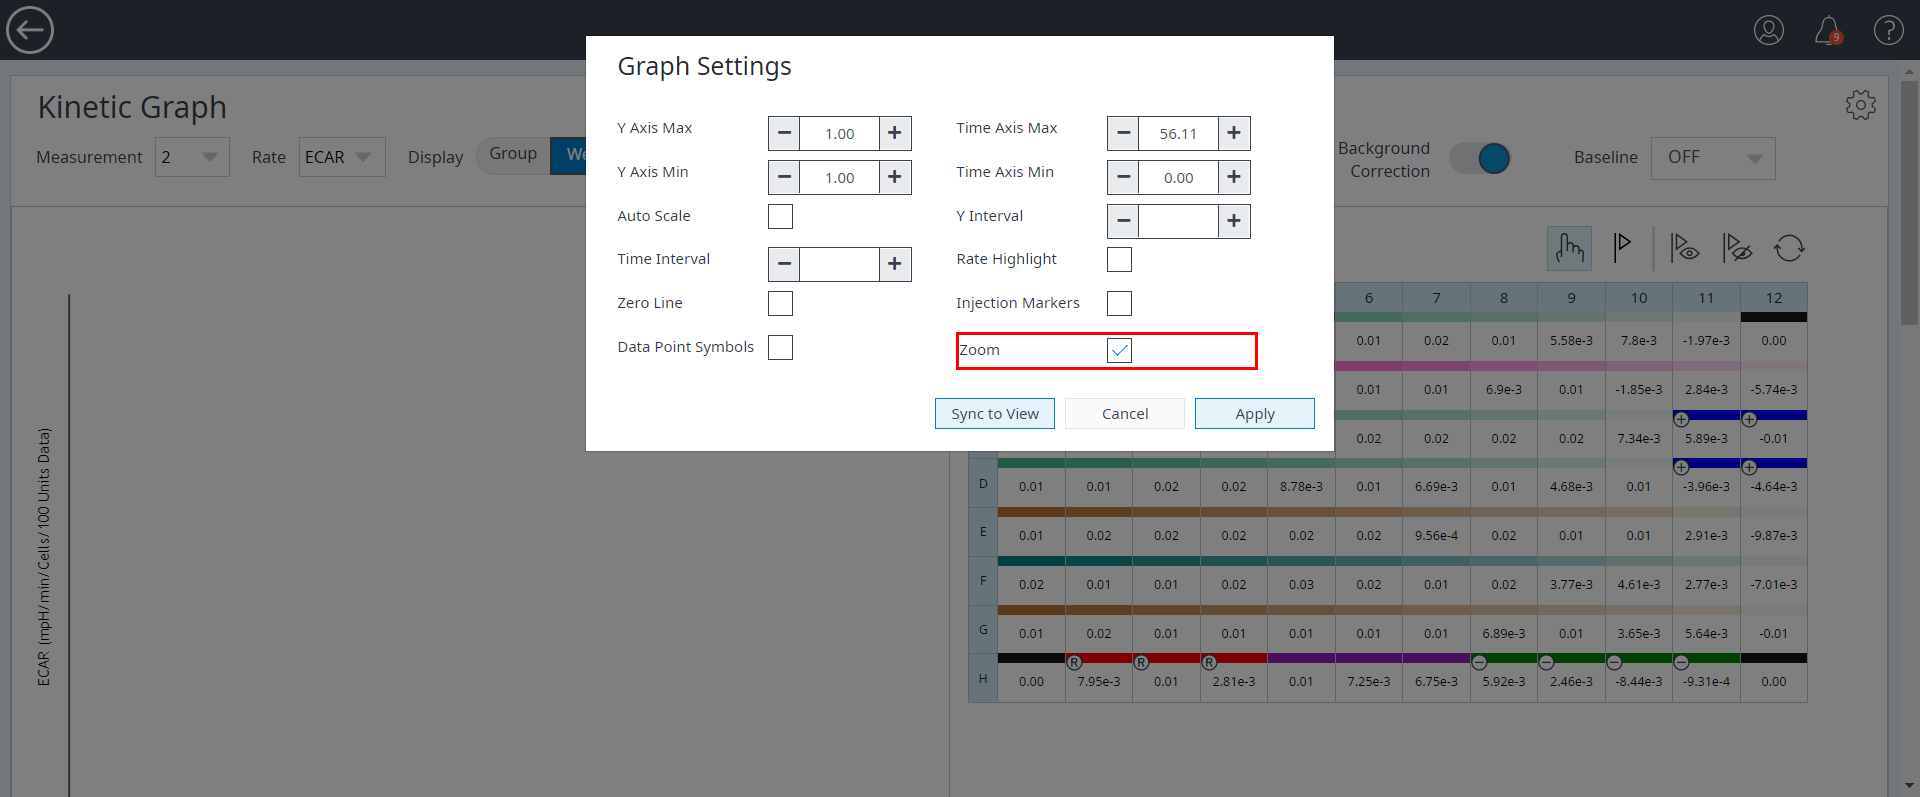 9
Graph Settings
Kinetic Graph
Measurement 2 Rate ECAR Display Group We
Background
Correction
Baseline OFF
Y Axis Max 1.00 Time Axis Max 56.11
Y Axis Min 1.00 Time Axis Min 0.00
Auto Scale Y Interval
Time Interval Rate Highlight
Zero Line Injection Markers
Data Point Symbols Zoom
Sync to View Cancel Apply
ECAR (mpH/min/Cells/100 Units Data)
6 7 8 9 10 11 12
0.01 0.02 0.01 5.58e-3 7.8e-3 -1.97e-3 0.00
0.01 0.01 6.9e-3 0.01 -1.85e-3 2.84e-3 -5.74e-3
0.02 0.02 0.02 0.02 7.34e-3 5.89e-3 -0.01
D 0.01 0.01 0.02 0.02 8.78e-3 0.01 6.69e-3 0.01 4.68e-3 0.01 -3.96e-3 -4.64e-3
E 0.01 0.02 0.02 0.02 0.02 0.02 9.56e-4 0.02 0.01 0.01 2.91e-3 -9.87e-3
F 0.02 0.01 0.01 0.02 0.03 0.02 0.01 0.02 3.77e-3 4.61e-3 2.77e-3 -7.01e-3
G 0.01 0.02 0.01 0.01 0.01 0.01 0.01 6.89e-3 0.01 3.65e-3 5.64e-3 -0.01
R R R
H 0.00 7.95e-3 0.01 2.81e-3 0.01 7.25e-3 6.75e-3 5.92e-3 2.46e-3 -8.44e-3 -9.31e-4 0.00